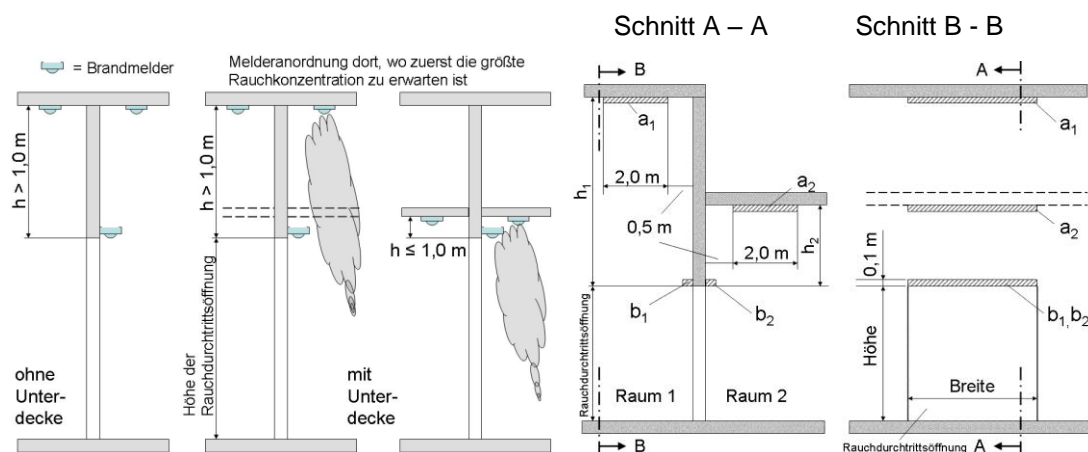 Schnitt A – A
Schnitt B - B
= Brandmelder
Melderanordnung dort, wo zuerst die größte
Rauchkonzentration zu erwarten ist
h > 1,0 m
h > 1,0 m
h ≤ 1,0 m
Höhe der
Rauchdurchtrittsöffnung
ohne
Unter-
decke
mit
Unter-
decke
B
a₁
h₁
2,0 m
a₂
0,5 m
2,0 m
h₂
b₁
b₂
Rauchdurchtrittsöffnung
Raum 1
Raum 2
B
A
a₁
a₂
0,1 m
b₁, b₂
Höhe
Breite
Rauchdurchtrittsöffnung
A